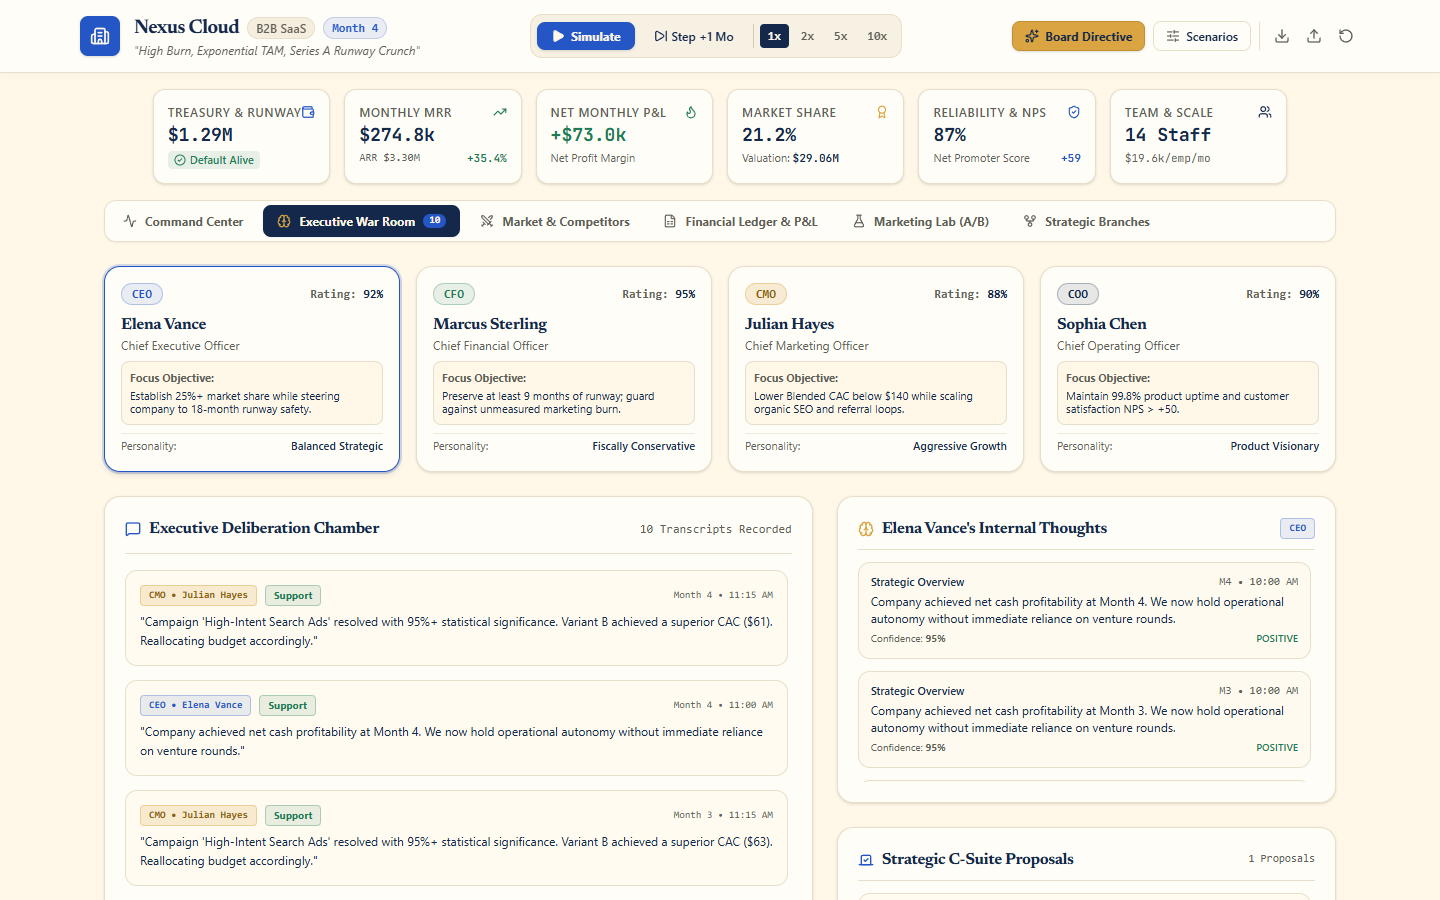 Nexus Cloud B2B SaaS Month 4
"High Burn, Exponential TAM, Series A Runway Crunch"
Simulate Step +1 Mo 1x 2x 5x 10x
Board Directive Scenarios
TREASURY & RUNWAY
$1.29M
Default Alive
MONTHLY MRR
$274.8k
ARR $3.30M +35.4%
NET MONTHLY P&L
+$73.0k
Net Profit Margin
MARKET SHARE
21.2%
Valuation: $29.06M
RELIABILITY & NPS
87%
Net Promoter Score +59
TEAM & SCALE
14 Staff
$19.6k/emp/mo
Command Center Executive War Room 10 Market & Competitors Financial Ledger & P&L Marketing Lab (A/B) Strategic Branches
CEO Rating: 92%
Elena Vance
Chief Executive Officer
Focus Objective:
Establish 25%+ market share while steering
company to 18-month runway safety.
Personality: Balanced Strategic
CFO Rating: 95%
Marcus Sterling
Chief Financial Officer
Focus Objective:
Preserve at least 9 months of runway; guard
against unmeasured marketing burn.
Personality: Fiscally Conservative
CMO Rating: 88%
Julian Hayes
Chief Marketing Officer
Focus Objective:
Lower Blended CAC below $140 while scaling
organic SEO and referral loops.
Personality: Aggressive Growth
COO Rating: 90%
Sophia Chen
Chief Operating Officer
Focus Objective:
Maintain 99.8% product uptime and customer
satisfaction NPS > +50.
Personality: Product Visionary
Executive Deliberation Chamber 10 Transcripts Recorded
CMO • Julian Hayes Support Month 4 • 11:15 AM
"Campaign 'High-Intent Search Ads' resolved with 95%+ statistical significance. Variant B achieved a superior CAC ($61).
Reallocating budget accordingly."
CEO • Elena Vance Support Month 4 • 11:00 AM
"Company achieved net cash profitability at Month 4. We now hold operational autonomy without immediate reliance
on venture rounds."
CMO • Julian Hayes Support Month 3 • 11:15 AM
"Campaign 'High-Intent Search Ads' resolved with 95%+ statistical significance. Variant B achieved a superior CAC ($63).
Reallocating budget accordingly."
Elena Vance's Internal Thoughts CEO
Strategic Overview M4 • 10:00 AM
Company achieved net cash profitability at Month 4. We now hold operational
autonomy without immediate reliance on venture rounds.
Confidence: 95% POSITIVE
Strategic Overview M3 • 10:00 AM
Company achieved net cash profitability at Month 3. We now hold operational
autonomy without immediate reliance on venture rounds.
Confidence: 95% POSITIVE
Strategic C-Suite Proposals 1 Proposals